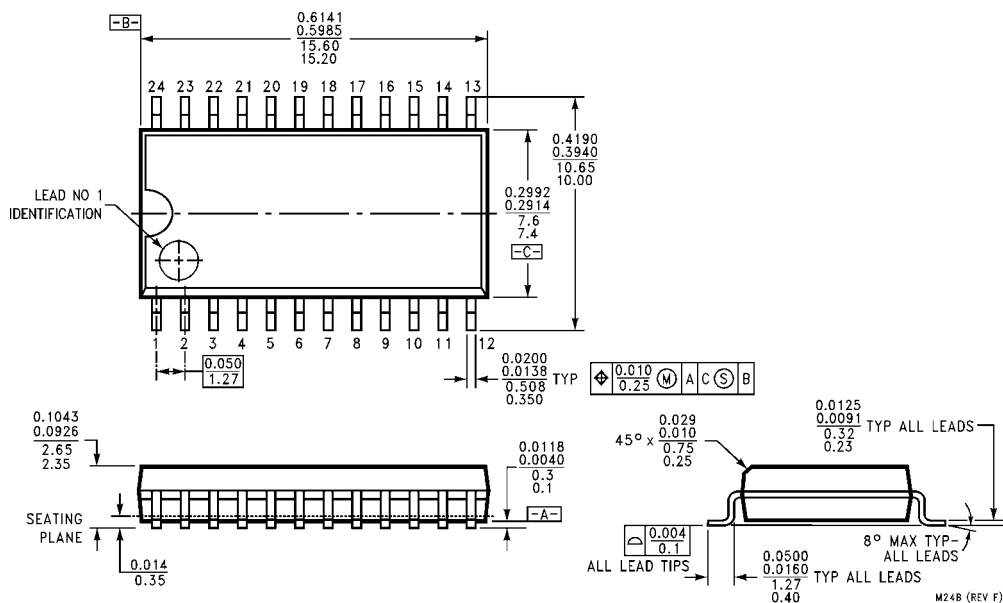 -B-
0.6141
0.5985
15.60
15.20
24 23 22 21 20 19 18 17 16 15 14 13
0.4190
0.3940
10.65
10.00
LEAD NO 1
IDENTIFICATION
0.2992
0.2914
7.6
7.4
-C-
1 2 3 4 5 6 7 8 9 10 11 12
0.050
1.27
0.0200
0.0138
0.508
0.350
TYP
0.010
0.25
M A C S B
0.1043
0.0926
2.65
2.35
0.0118
0.0040
0.3
0.1
-A-
SEATING
PLANE
0.014
0.35
45° x
0.029
0.010
0.75
0.25
0.0125
0.0091
0.32
0.23
TYP ALL LEADS
0.004
0.1
ALL LEAD TIPS
8° MAX TYP-
ALL LEADS
0.0500
0.0160
1.27
0.40
TYP ALL LEADS
M24B (REV F)